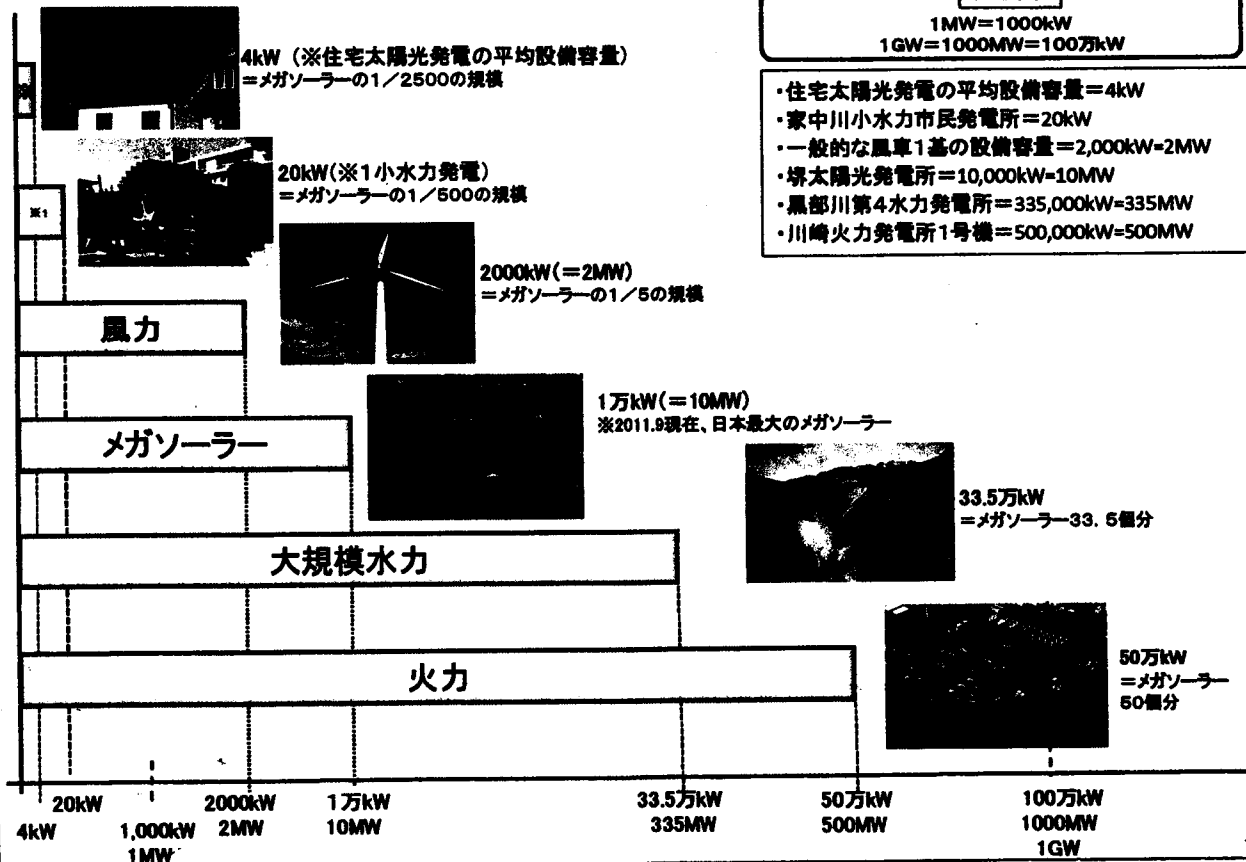 1MW=1000kW
1GW=1000MW=100万kW
4kW（※住宅太陽光発電の平均設備容量）
=メガソーラーの1／2500の規模
・住宅太陽光発電の平均設備容量=4kW
・家中川小水力市民発電所=20kW
・一般的な風車1基の設備容量=2,000kW=2MW
・堺太陽光発電所=10,000kW=10MW
・黒部川第4水力発電所=335,000kW=335MW
・川崎火力発電所1号機=500,000kW=500MW
※1
20kW(※1小水力発電)
=メガソーラーの1／500の規模
2000kW(=2MW)
=メガソーラーの1／5の規模
風力
1万kW(=10MW)
※2011.9現在、日本最大のメガソーラー
メガソーラー
33.5万kW
=メガソーラー33．5個分
大規模水力
50万kW
=メガソーラー
50個分
火力
4kW
20kW
1,000kW
1MW
2000kW
2MW
1万kW
10MW
33.5万kW
335MW
50万kW
500MW
100万kW
1000MW
1GW